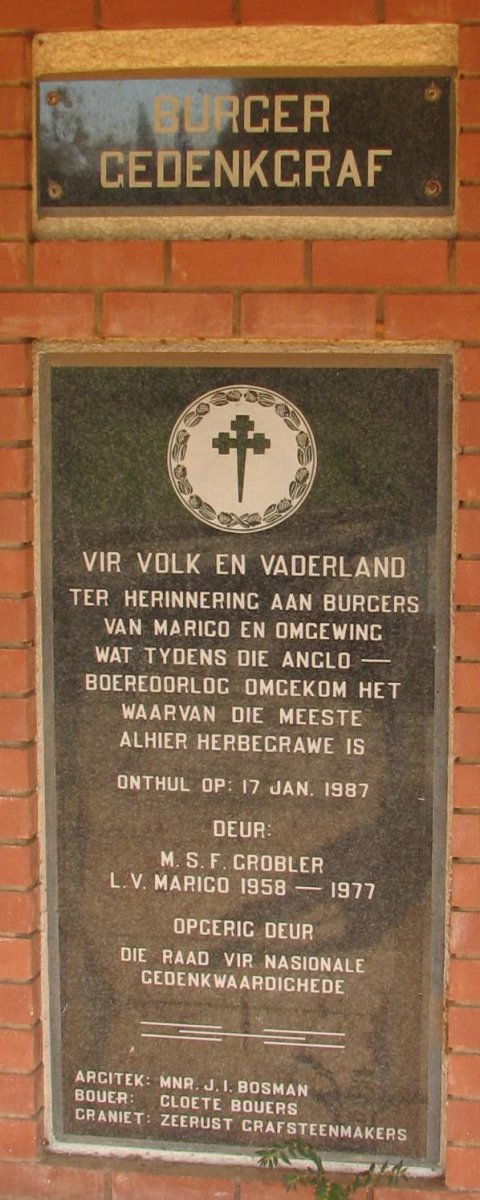 BURGER
GEDENKGRAF
VIR VOLK EN VADERLAND
TER HERINNERING AAN BURGERS
VAN MARICO EN OMGEWING
WAT TYDENS DIE ANGLO —
BOEREOORLOG OMGEKOM HET
WAARVAN DIE MEESTE
ALHIER HERBEGRAWE IS
ONTHUL OP: 17 JAN. 1987
DEUR:
M.S.F. GROBLER
L.V. MARICO 1958 — 1977
OPGERIG DEUR
DIE RAAD VIR NASIONALE
GEDENKWAARDIGHEDE
ARGITEK: MNR. J.I. BOSMAN
BOUER: CLOETE BOUERS
GRANIET: ZEERUST GRAFSTEENMAKERS